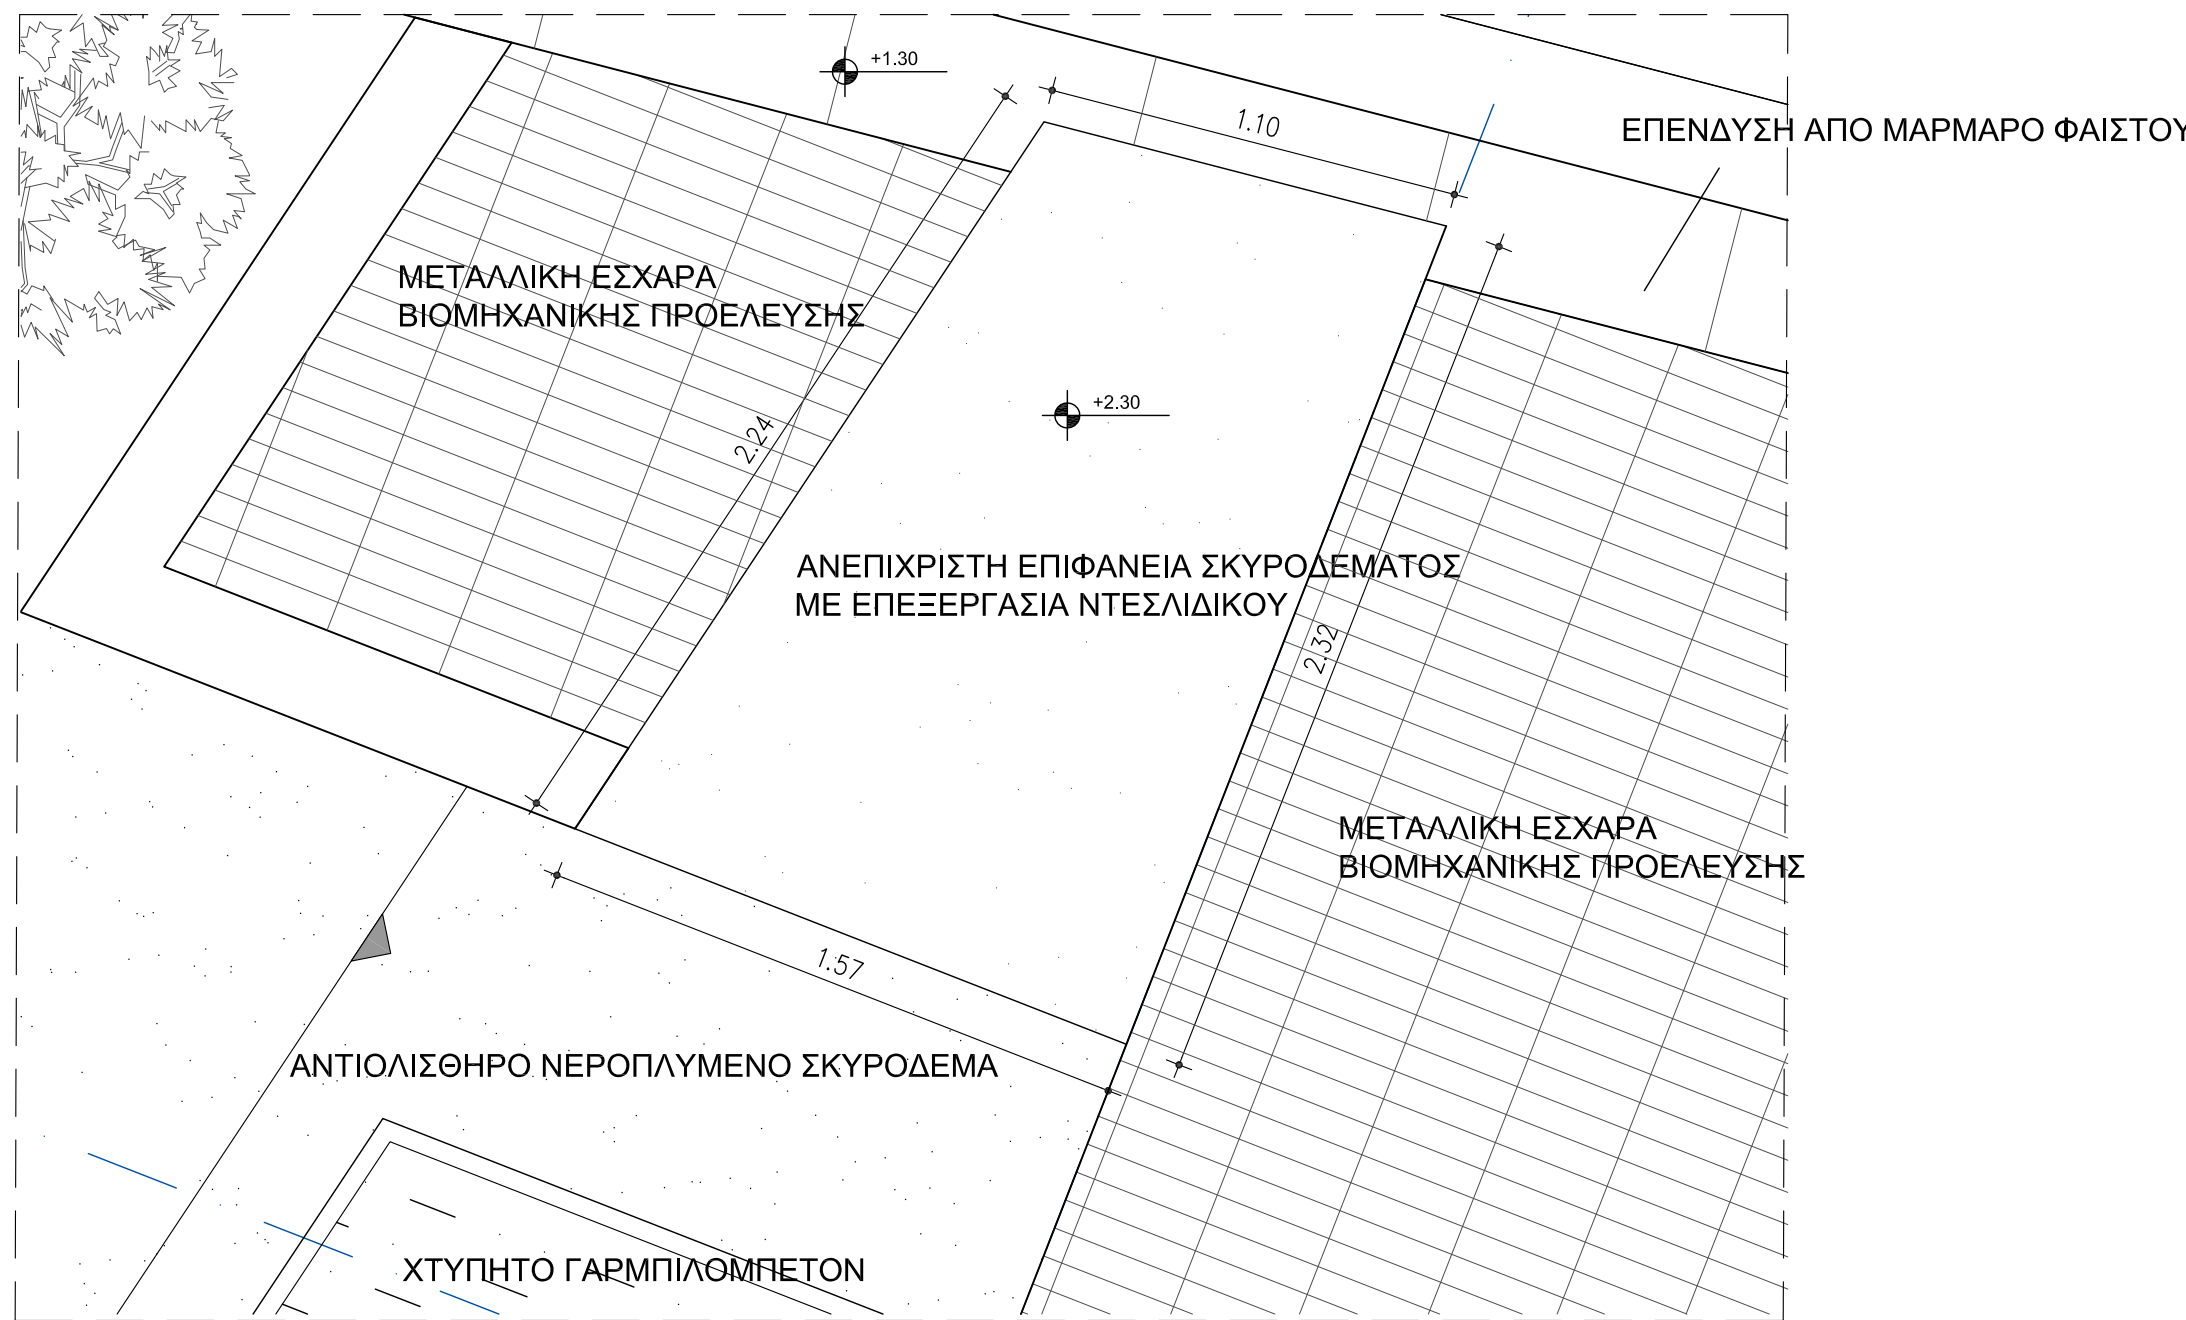 +1.30
1.10
ΕΠΕΝΔΥΣΗ ΑΠΟ ΜΑΡΜΑΡΟ ΦΑΙΣΤΟΥ
ΜΕΤΑΛΛΙΚΗ ΕΣΧΑΡΑ
ΒΙΟΜΗΧΑΝΙΚΗΣ ΠΡΟΕΛΕΥΣΗΣ
+2.30
2.24
ΑΝΕΠΙΧΡΙΣΤΗ ΕΠΙΦΑΝΕΙΑ ΣΚΥΡΟΔΕΜΑΤΟΣ
ΜΕ ΕΠΕΞΕΡΓΑΣΙΑ ΝΤΕΣΛΙΔΙΚΟΥ
2.32
ΜΕΤΑΛΛΙΚΗ ΕΣΧΑΡΑ
ΒΙΟΜΗΧΑΝΙΚΗΣ ΠΡΟΕΛΕΥΣΗΣ
1.57
ΑΝΤΙΟΛΙΣΘΗΡΟ ΝΕΡΟΠΛΥΜΕΝΟ ΣΚΥΡΟΔΕΜΑ
ΧΤΥΠΗΤΟ ΓΑΡΜΠΙΛΟΜΠΕΤΟΝ